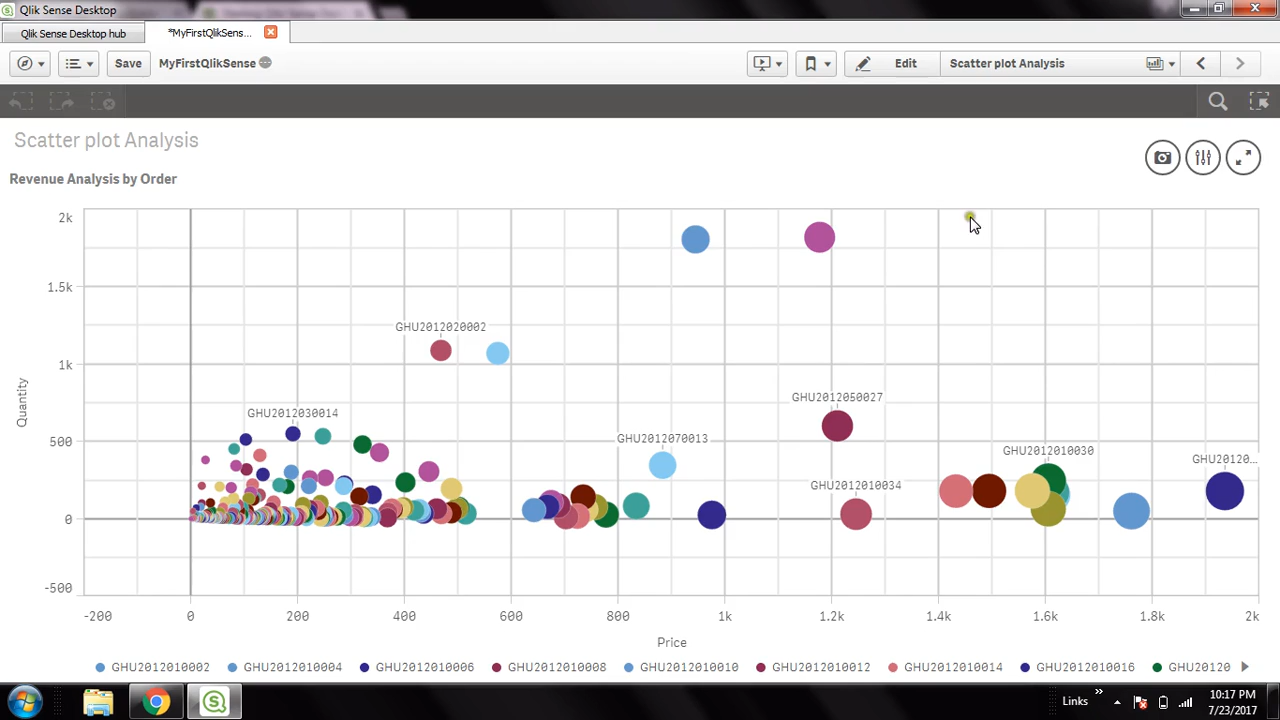 Qlik Sense Desktop
Qlik Sense Desktop hub
*MyFirstQlikSens...
Save
MyFirstQlikSense
Edit
Scatter plot Analysis
Scatter plot Analysis
Revenue Analysis by Order
2k
1.5k
1k
500
0
-500
Quantity
GHU2012020002
GHU2012050027
GHU2012030014
GHU2012070013
GHU2012010030
GHU20120...
GHU2012010034
-200 0 200 400 600 800 1k 1.2k 1.4k 1.6k 1.8k 2k
Price
GHU2012010002 GHU2012010004 GHU2012010006 GHU2012010008 GHU2012010010 GHU2012010012 GHU2012010014 GHU2012010016 GHU20120
Links
10:17 PM
7/23/2017